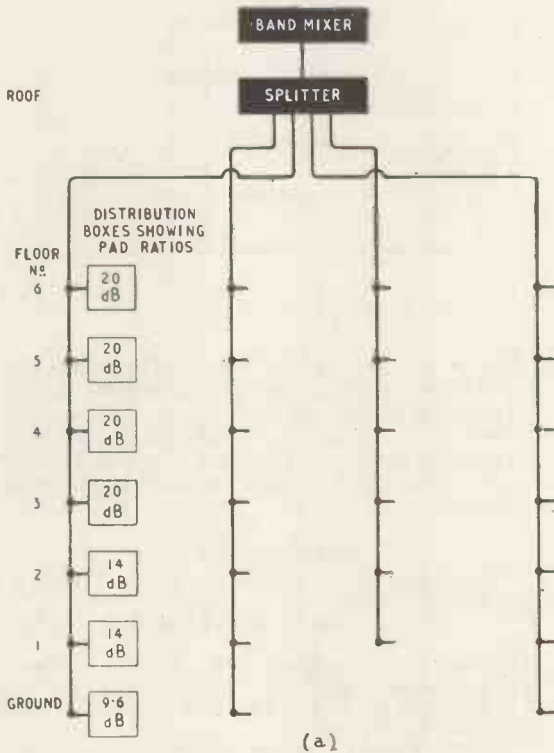 BAND MIXER
ROOF
SPLITTER
DISTRIBUTION
BOXES SHOWING
PAD RATIOS
FLOOR
Nº
6
20
dB
5
20
dB
4
20
dB
3
20
dB
2
14
dB
1
14
dB
GROUND
9·6
dB
(a)